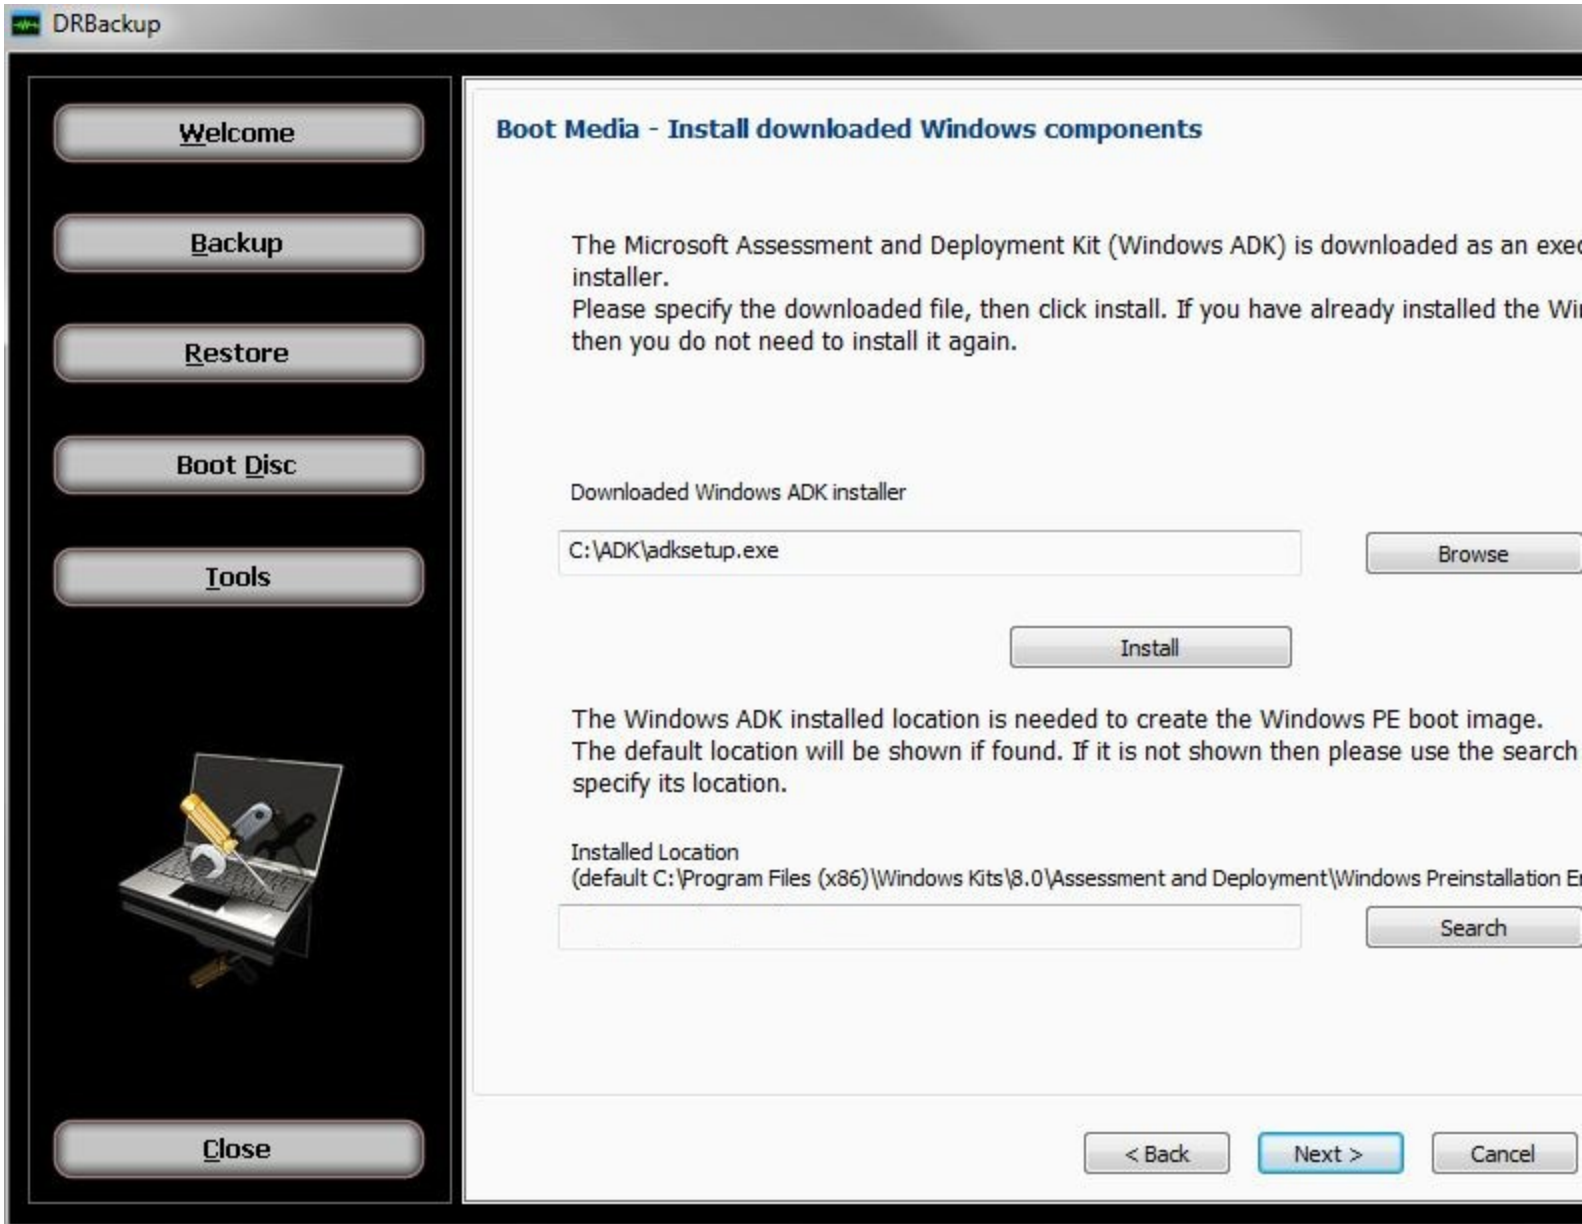 DRBackup
Welcome
Backup
Restore
Boot Disc
Tools
Close
Boot Media - Install downloaded Windows components
The Microsoft Assessment and Deployment Kit (Windows ADK) is downloaded as an
installer.
Please specify the downloaded file, then click install. If you have already installed the
then you do not need to install it again.
Downloaded Windows ADK installer
C:\ADK\adksetup.exe
Browse
Install
The Windows ADK installed location is needed to create the Windows PE boot image.
The default location will be shown if found. If it is not shown then please use the search
specify its location.
Installed Location
(default C:\Program Files (x86)\Windows Kits\8.0\Assessment and Deployment\Windows Preinstallation
Search
< Back
Next >
Cancel